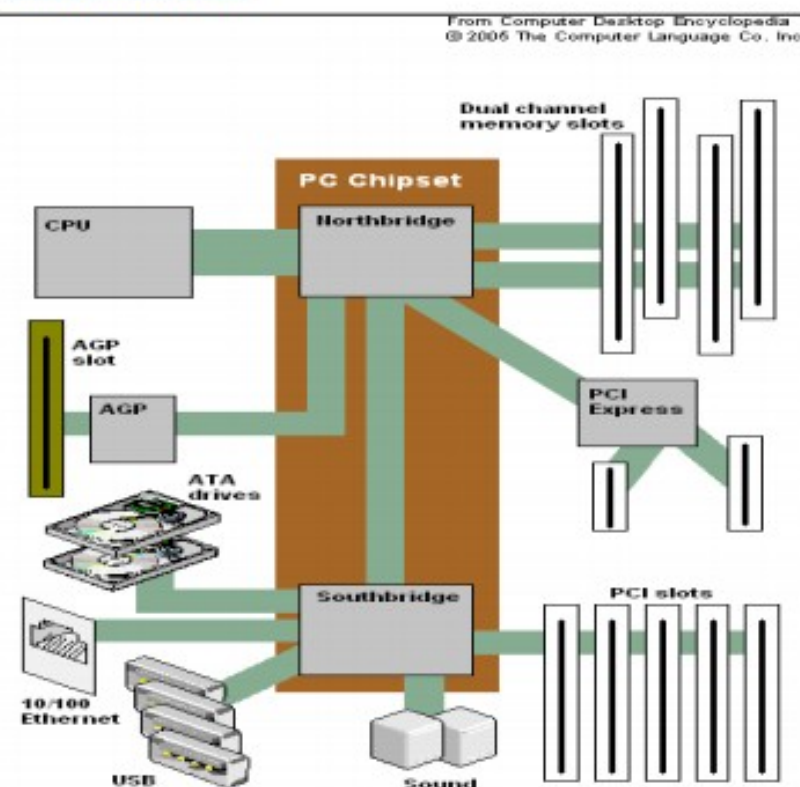 From Computer Desktop Encyclopedia
© 2005 The Computer Language Co. Inc
Dual channel
memory slots
PC Chipset
CPU
Northbridge
AGP
slot
AGP
PCI
Express
ATA
drives
Southbridge
PCI slots
10/100
Ethernet
USB
Sound